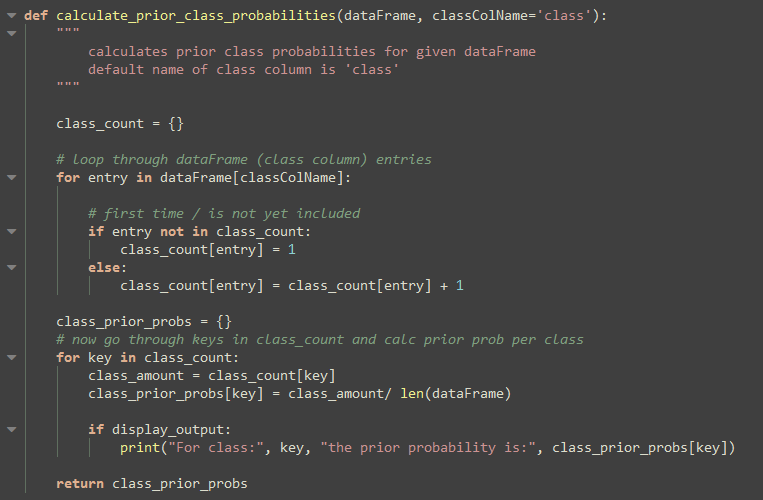 def calculate_prior_class_probabilities(dataFrame, classColName='class'):
    """
        calculates prior class probabilities for given dataFrame
        default name of class column is 'class'
    """
    class_count = {}
    # loop through dataFrame (class column) entries
    for entry in dataFrame[classColName]:
        # first time / is not yet included
        if entry not in class_count:
            class_count[entry] = 1
        else:
            class_count[entry] = class_count[entry] + 1
    class_prior_probs = {}
    # now go through keys in class_count and calc prior prob per class
    for key in class_count:
        class_amount = class_count[key]
        class_prior_probs[key] = class_amount/ len(dataFrame)
        if display_output:
            print("For class:", key, "the prior probability is:", class_prior_probs[key])
    return class_prior_probs